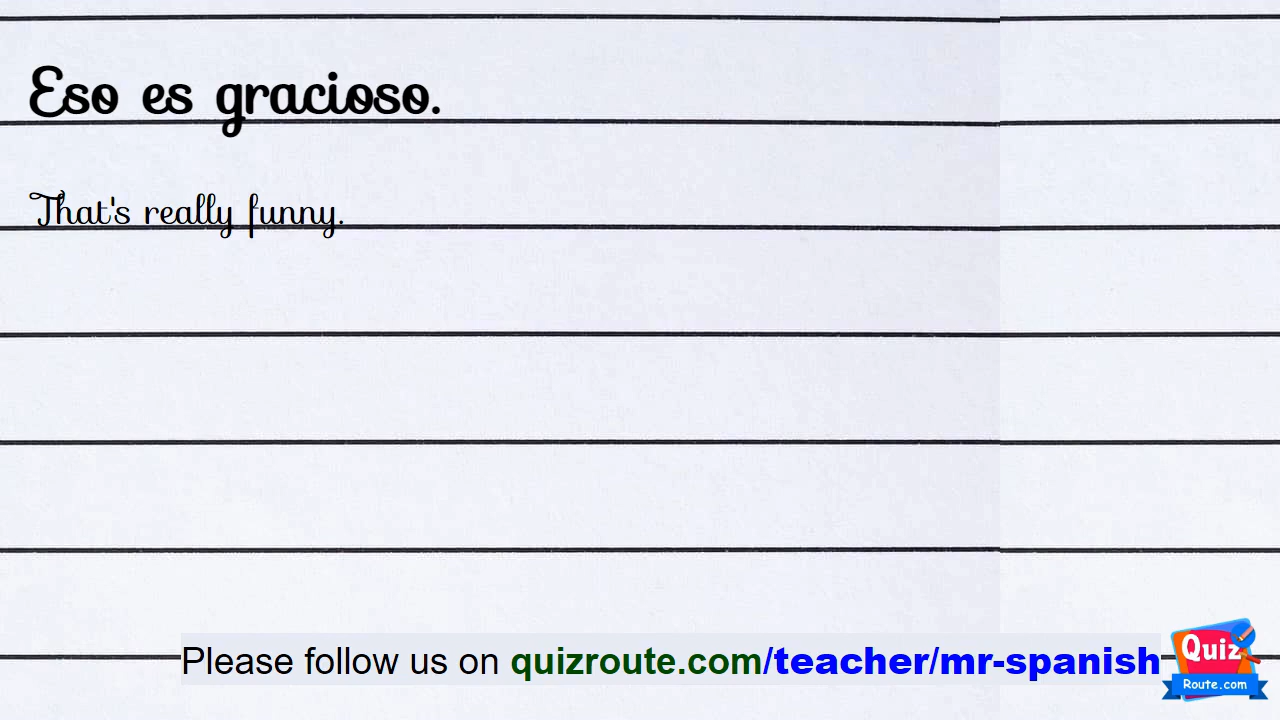 Eso es gracioso.
That's really funny.
Please follow us on quizroute.com/teacher/mr-spanish
Quiz
Route.com